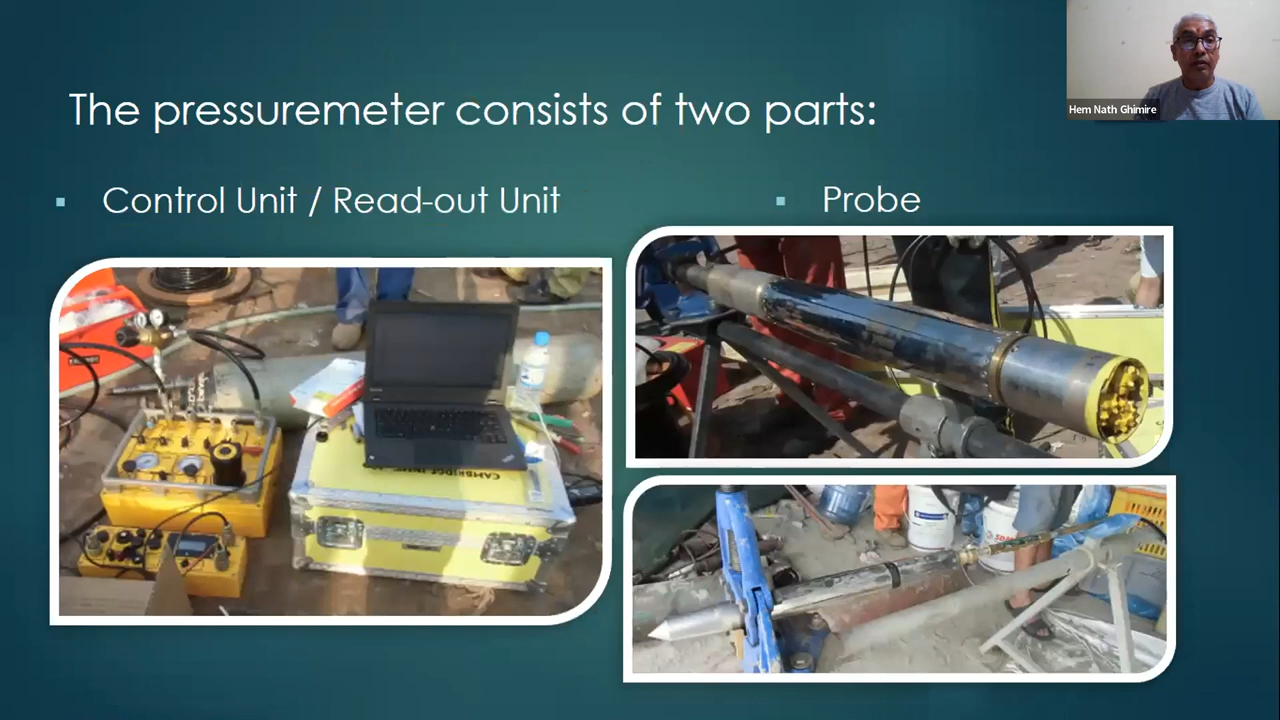 The pressuremeter consists of two parts:
Hem Nath Ghimire
▪ Control Unit / Read-out Unit
▪ Probe